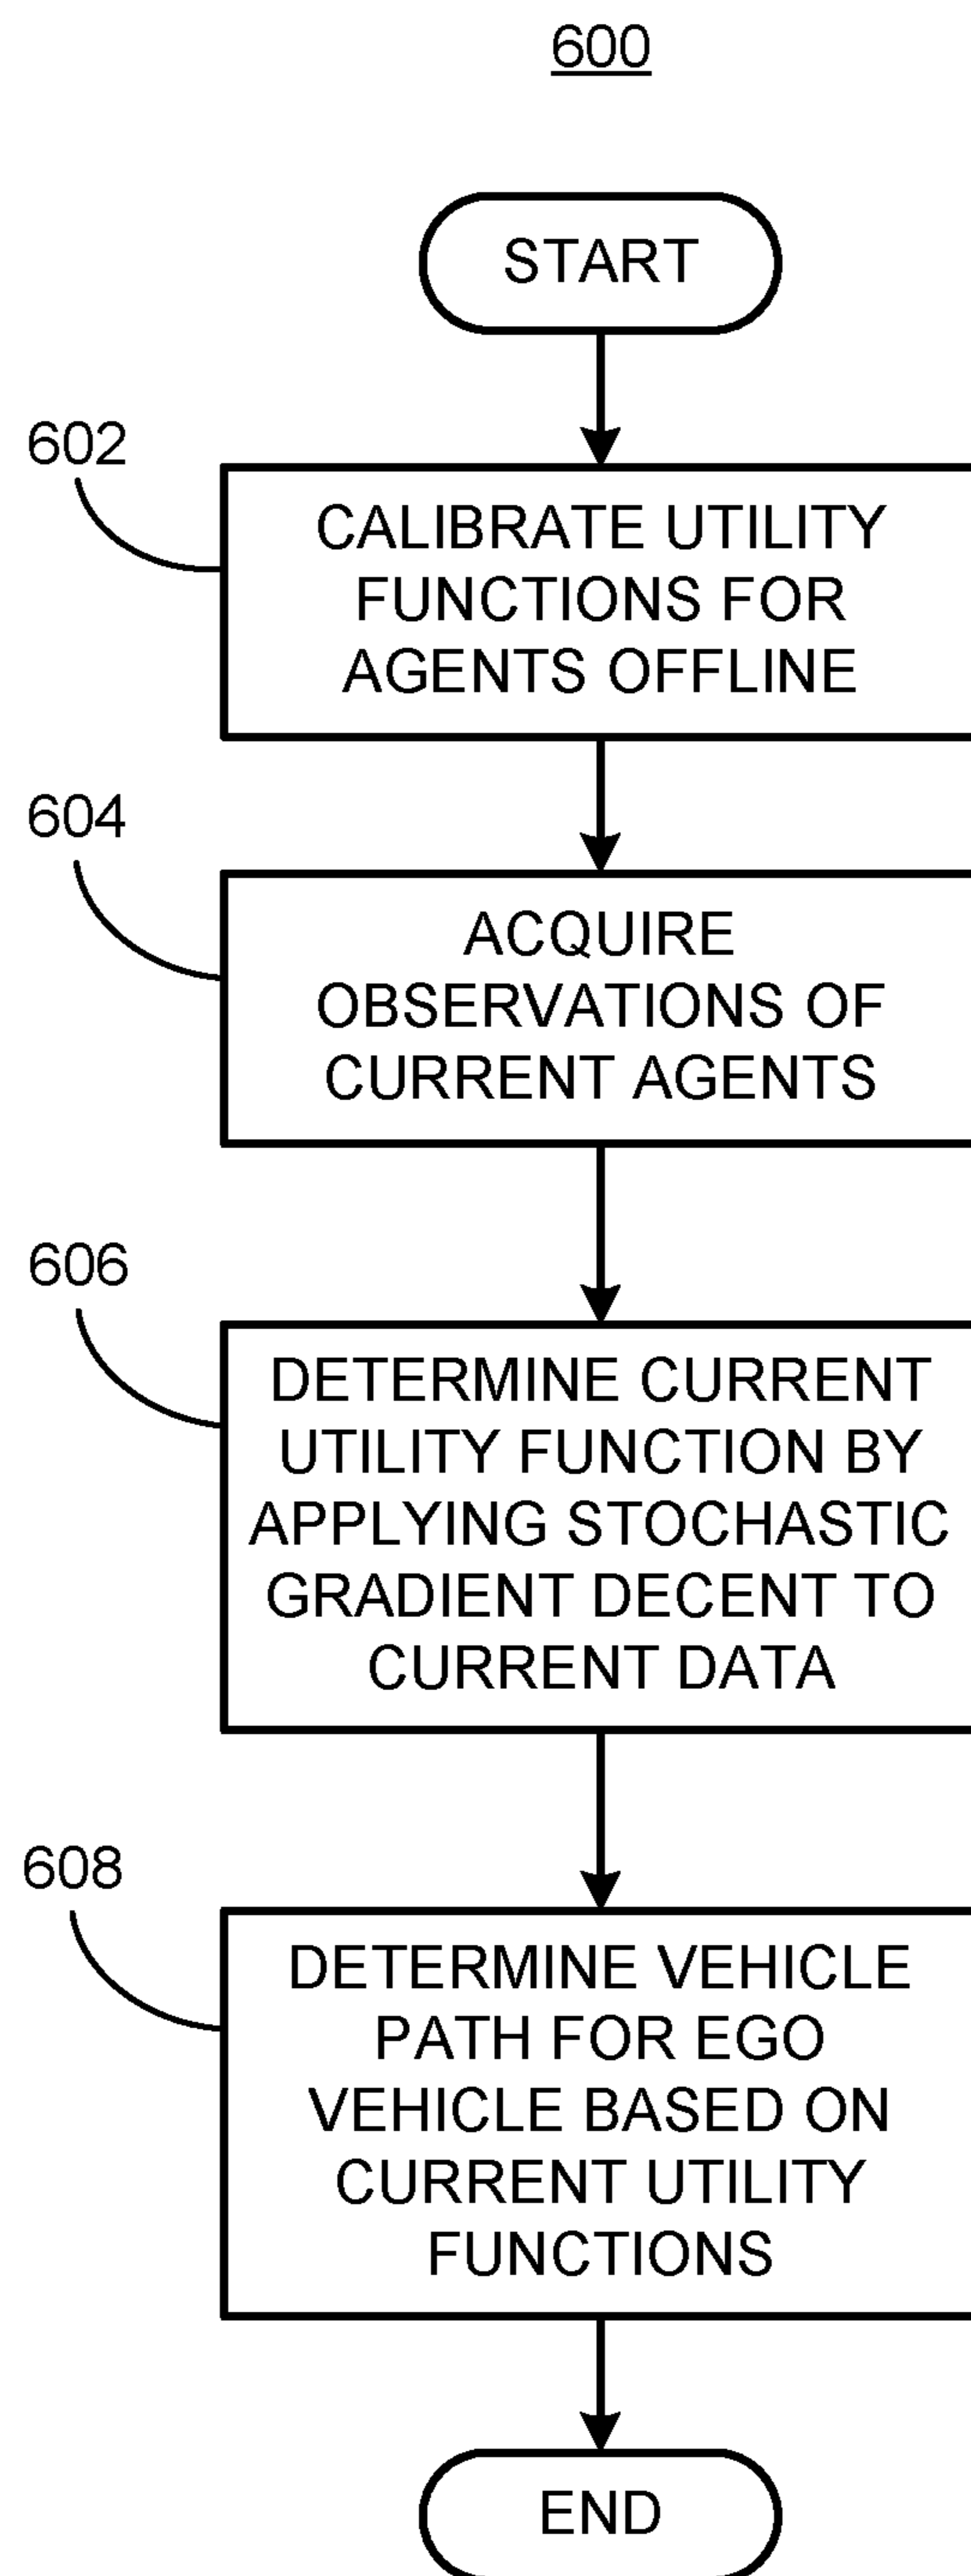 600
START
602
CALIBRATE UTILITY
FUNCTIONS FOR
AGENTS OFFLINE
604
ACQUIRE
OBSERVATIONS OF
CURRENT AGENTS
606
DETERMINE CURRENT
UTILITY FUNCTION BY
APPLYING STOCHASTIC
GRADIENT DECENT TO
CURRENT DATA
608
DETERMINE VEHICLE
PATH FOR EGO
VEHICLE BASED ON
CURRENT UTILITY
FUNCTIONS
END